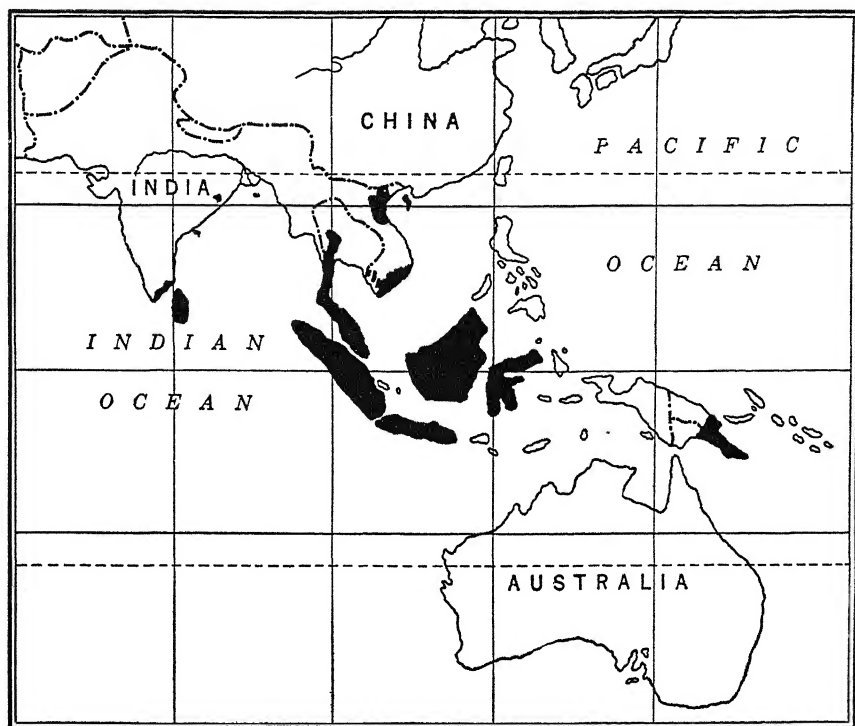 CHINA
PACIFIC
INDIA
OCEAN
INDIAN
OCEAN
AUSTRALIA